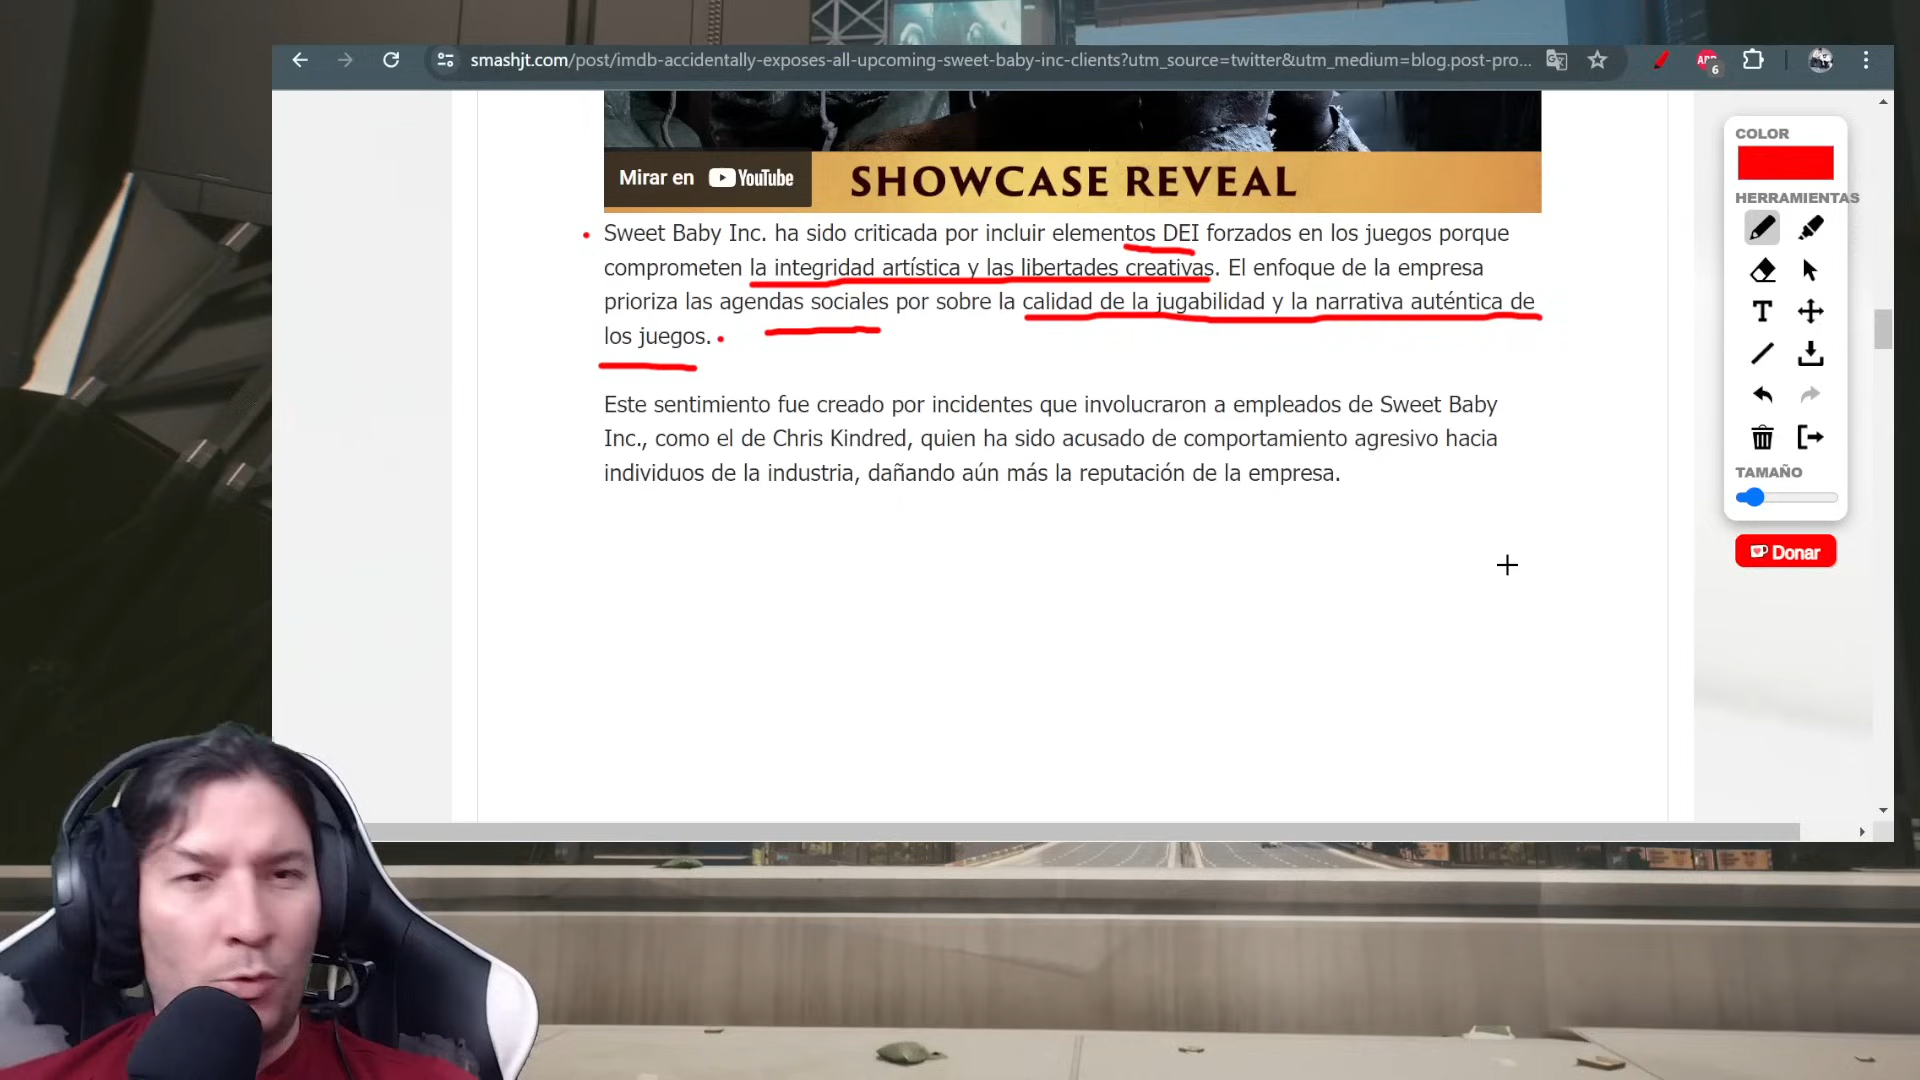 smashjt.com/post/imdb-accidentally-exposes-all-upcoming-sweet-baby-inc-clients?utm_source=twitter&utm_medium=blog.post-pro...
6
Mirar en YouTube
SHOWCASE REVEAL
Sweet Baby Inc. ha sido criticada por incluir elementos DEI forzados en los juegos porque
comprometen la integridad artística y las libertades creativas. El enfoque de la empresa
prioriza las agendas sociales por sobre la calidad de la jugabilidad y la narrativa auténtica de
los juegos.
Este sentimiento fue creado por incidentes que involucraron a empleados de Sweet Baby
Inc., como el de Chris Kindred, quien ha sido acusado de comportamiento agresivo hacia
individuos de la industria, dañando aún más la reputación de la empresa.
COLOR
HERRAMIENTAS
T
TAMAÑO
Donar